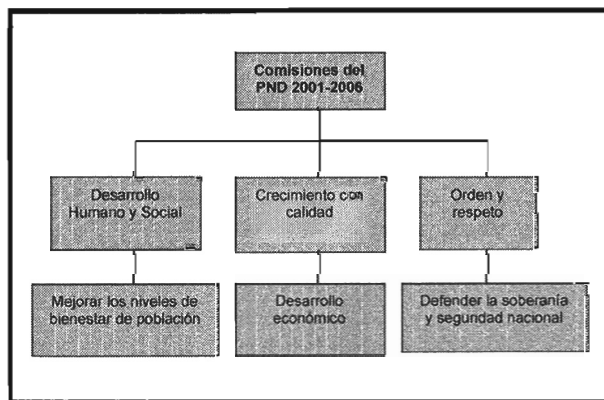 Comisiones del
PND 2001-2006
Desarrollo
Humano y Social
Crecimiento con
calidad
Orden y
respeto
Mejorar los niveles de
bienestar de población
Desarrollo
económico
Defender la soberanía
y seguridad nacional